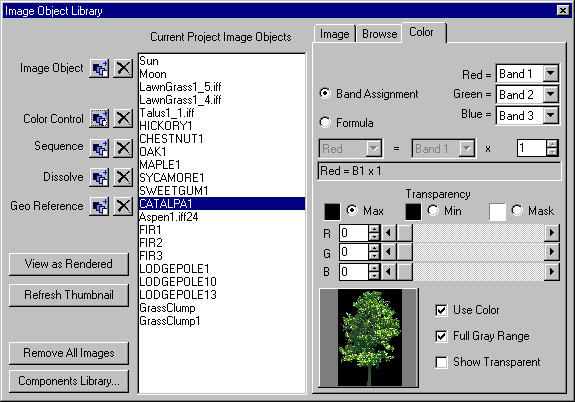 Image Object Library
Current Project Image Objects
Image Object
Color Control
Sequence
Dissolve
Geo Reference
View as Rendered
Refresh Thumbnail
Remove All Images
Components Library...
Sun
Moon
LawnGrass1_5.iff
LawnGrass1_4.iff
Talus1_1.iff
HICKORY1
CHESTNUT1
OAK1
MAPLE1
SYCAMORE1
SWEETGUM1
CATALPA1
Aspen1.iff24
FIR1
FIR2
FIR3
LODGEPOLE1
LODGEPOLE10
LODGEPOLE13
GrassClump
GrassClump1
Image Browse Color
Red = Band 1
Band Assignment Green = Band 2
Blue = Band 3
Formula
Red = Band 1 x 1
Red = B1 x 1
Transparency
Max Min Mask
R 0
G 0
B 0
Use Color
Full Gray Range
Show Transparent